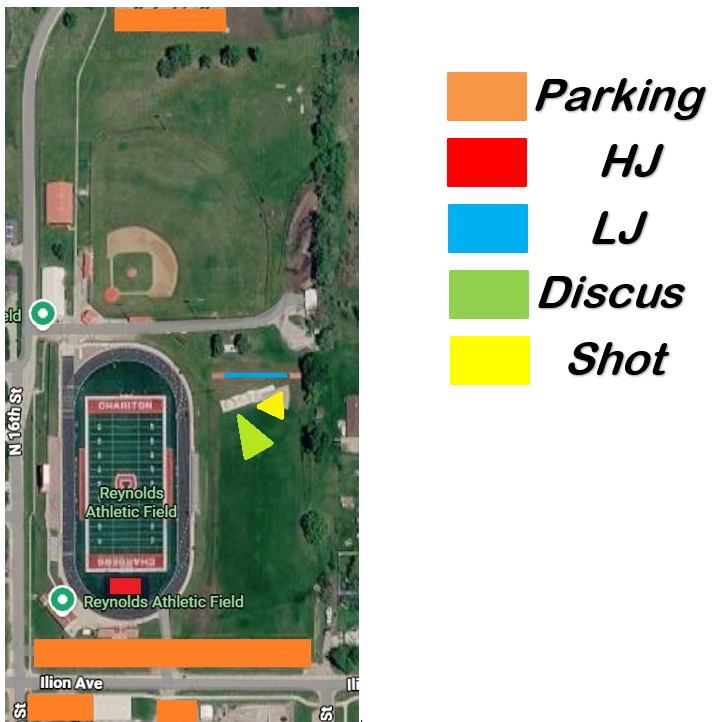 Parking
HJ
LJ
Discus
Shot
eld
N 16th St
CHARITON
C
Reynolds
Athletic Field
CHARGERS
Reynolds Athletic Field
Ilion Ave
Ili
St
St